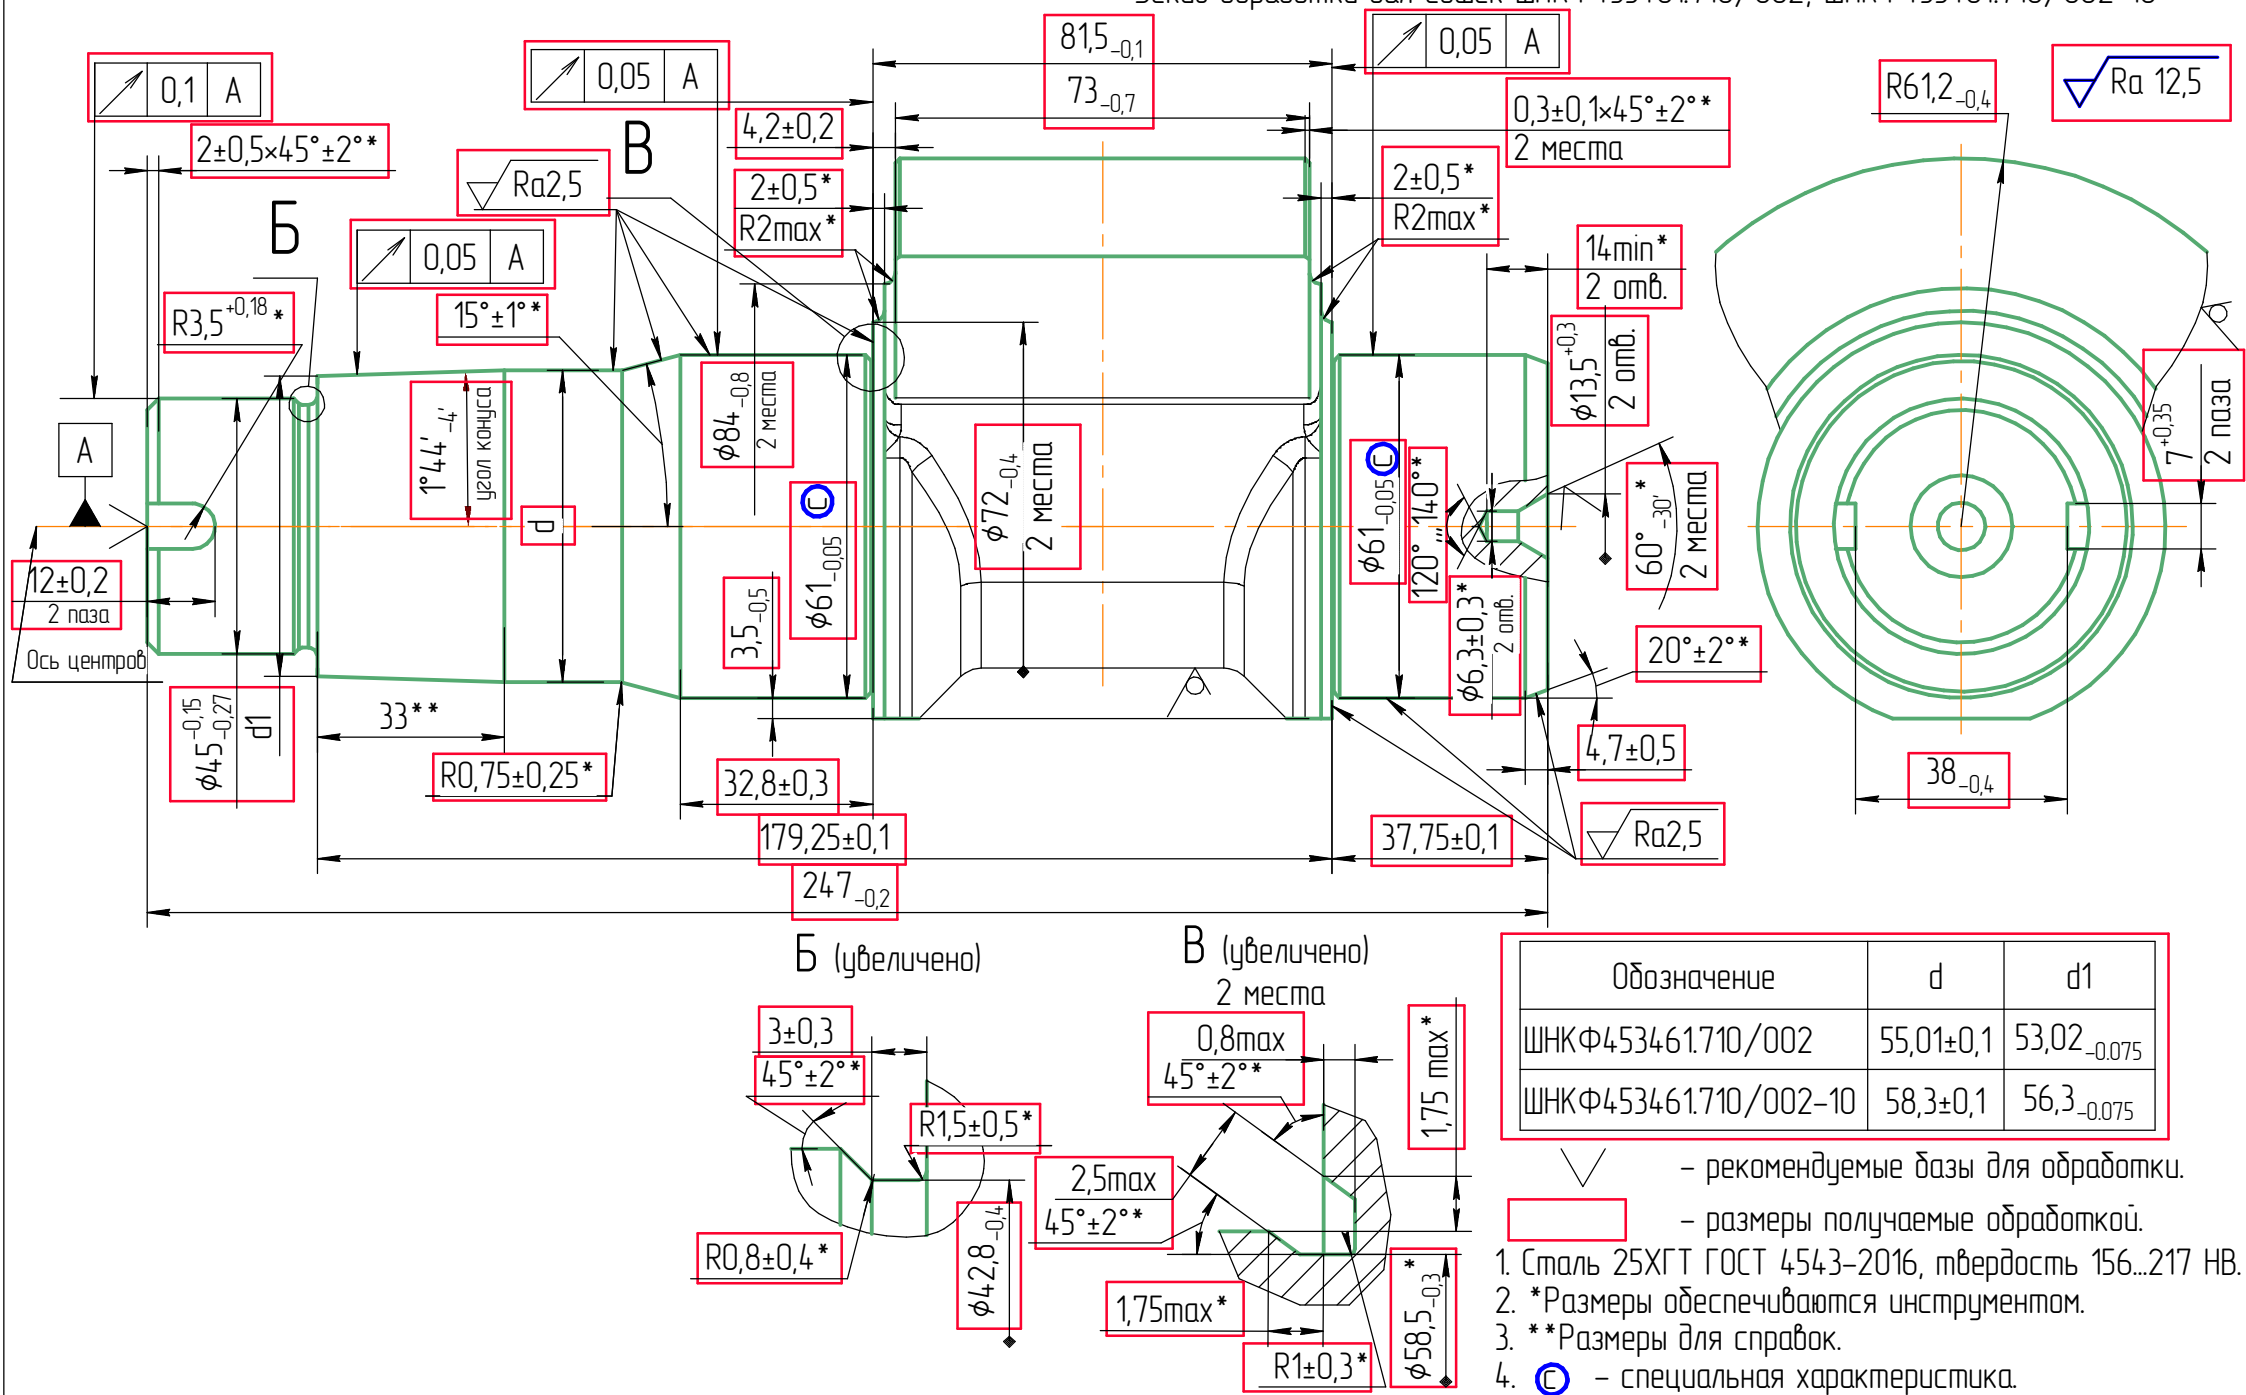 0,1 A
2±0,5×45°±2°*
Б
R3,5 +0,18 *
0,05 A
15°±1°*
Ra2,5
0,05 A
В
81,5 -0,1
73 -0,7
4,2±0,2
2±0,5*
R2max*
0,05 A
0,3±0,1×45°±2°*
2 места
2±0,5*
R2max*
14min*
2 отв.
R61,2 -0,4
Ra 12,5
A
1°44' -4'
угол конуса
d
ϕ84 -0,8
2 места
ϕ61 -0,05
С
ϕ72 -0,4
2 места
ϕ61 -0,05
С
120°...140°*
ϕ13,5 +0,3
2 отв.
60° -30' *
2 места
7 +0,35
2 паза
12±0,2
2 паза
Ось центров
ϕ45 -0,15 -0,27
d1
33**
R0,75±0,25*
3,5 -0,5
32,8±0,3
179,25±0,1
247 -0,2
ϕ6,3±0,3*
2 отв.
20°±2°*
4,7±0,5
37,75±0,1
Ra2,5
38 -0,4
Б (увеличено)
3±0,3
45°±2°*
R1,5±0,5*
R0,8±0,4*
ϕ42,8 -0,4
В (увеличено)
2 места
0,8max
45°±2°*
1,75 max*
2,5max
45°±2°*
1,75max*
R1±0,3*
ϕ58,5 -0,3 *
Обозначение d d1
ШНКФ453461.710/002 55,01±0,1 53,02 -0.075
ШНКФ453461.710/002-10 58,3±0,1 56,3 -0.075
- рекомендуемые базы для обработки.
- размеры получаемые обработкой.
1. Сталь 25ХГТ ГОСТ 4543-2016, твердость 156...217 НВ.
2. *Размеры обеспечиваются инструментом.
3. **Размеры для справок.
4. С - специальная характеристика.